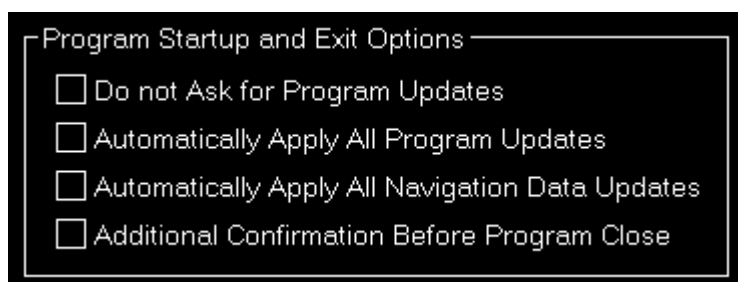 Program Startup and Exit Options
Do not Ask for Program Updates
Automatically Apply All Program Updates
Automatically Apply All Navigation Data Updates
Additional Confirmation Before Program Close